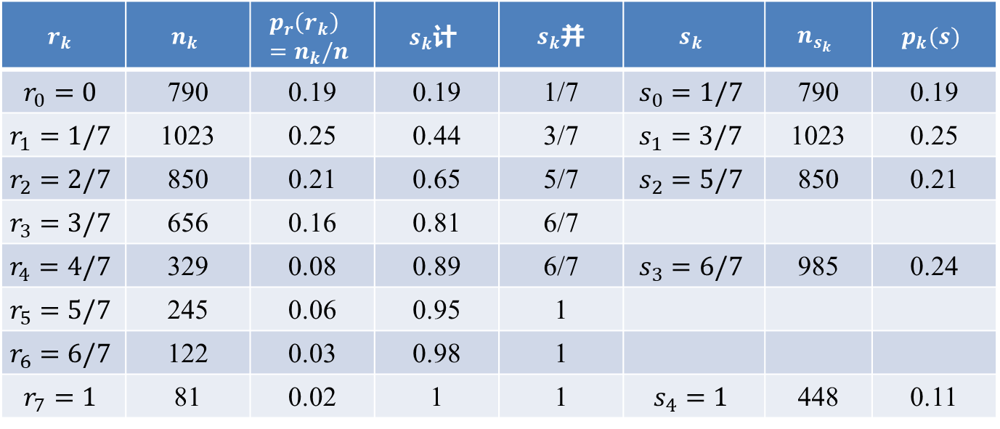 r_k n_k p_r(r_k) = n_k/n s_k计 s_k并 s_k n_{s_k} p_k(s)
r_0 = 0 790 0.19 0.19 1/7 s_0 = 1/7 790 0.19
r_1 = 1/7 1023 0.25 0.44 3/7 s_1 = 3/7 1023 0.25
r_2 = 2/7 850 0.21 0.65 5/7 s_2 = 5/7 850 0.21
r_3 = 3/7 656 0.16 0.81 6/7
r_4 = 4/7 329 0.08 0.89 6/7 s_3 = 6/7 985 0.24
r_5 = 5/7 245 0.06 0.95 1
r_6 = 6/7 122 0.03 0.98 1
r_7 = 1 81 0.02 1 1 s_4 = 1 448 0.11